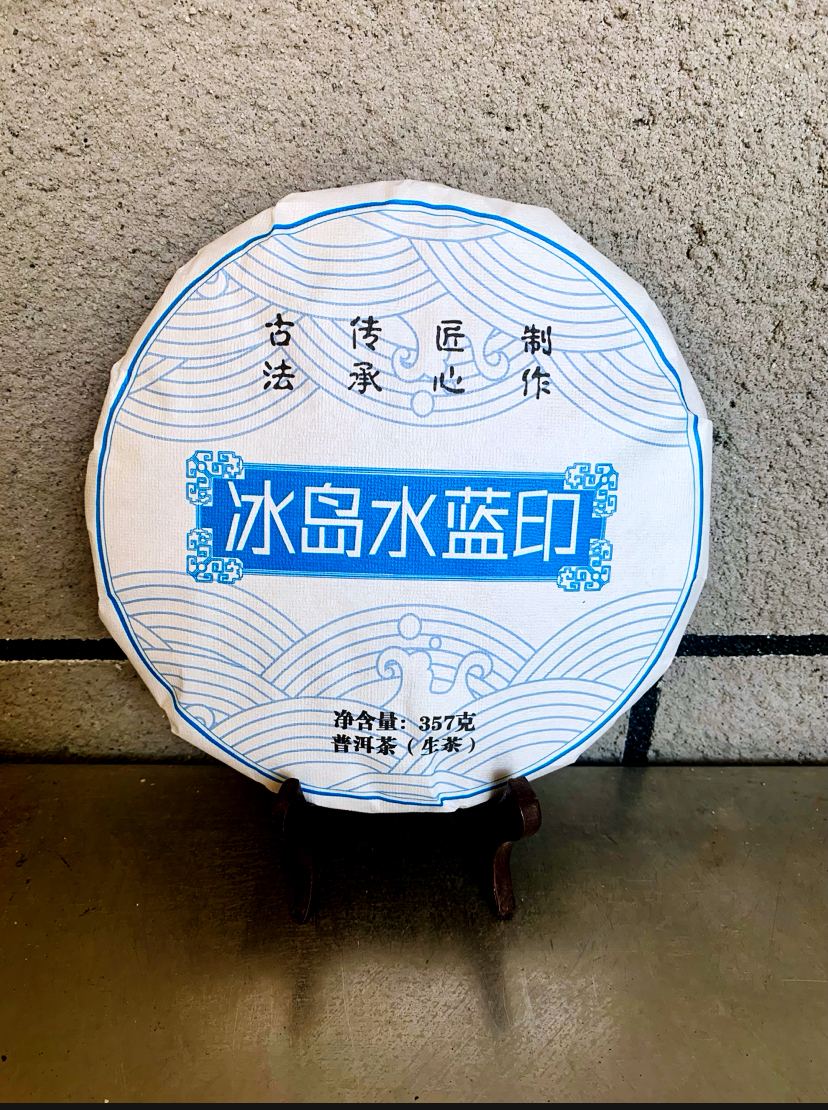 古法 传承 匠心 制作
冰岛水蓝印
净含量：357克
普洱茶（生茶）